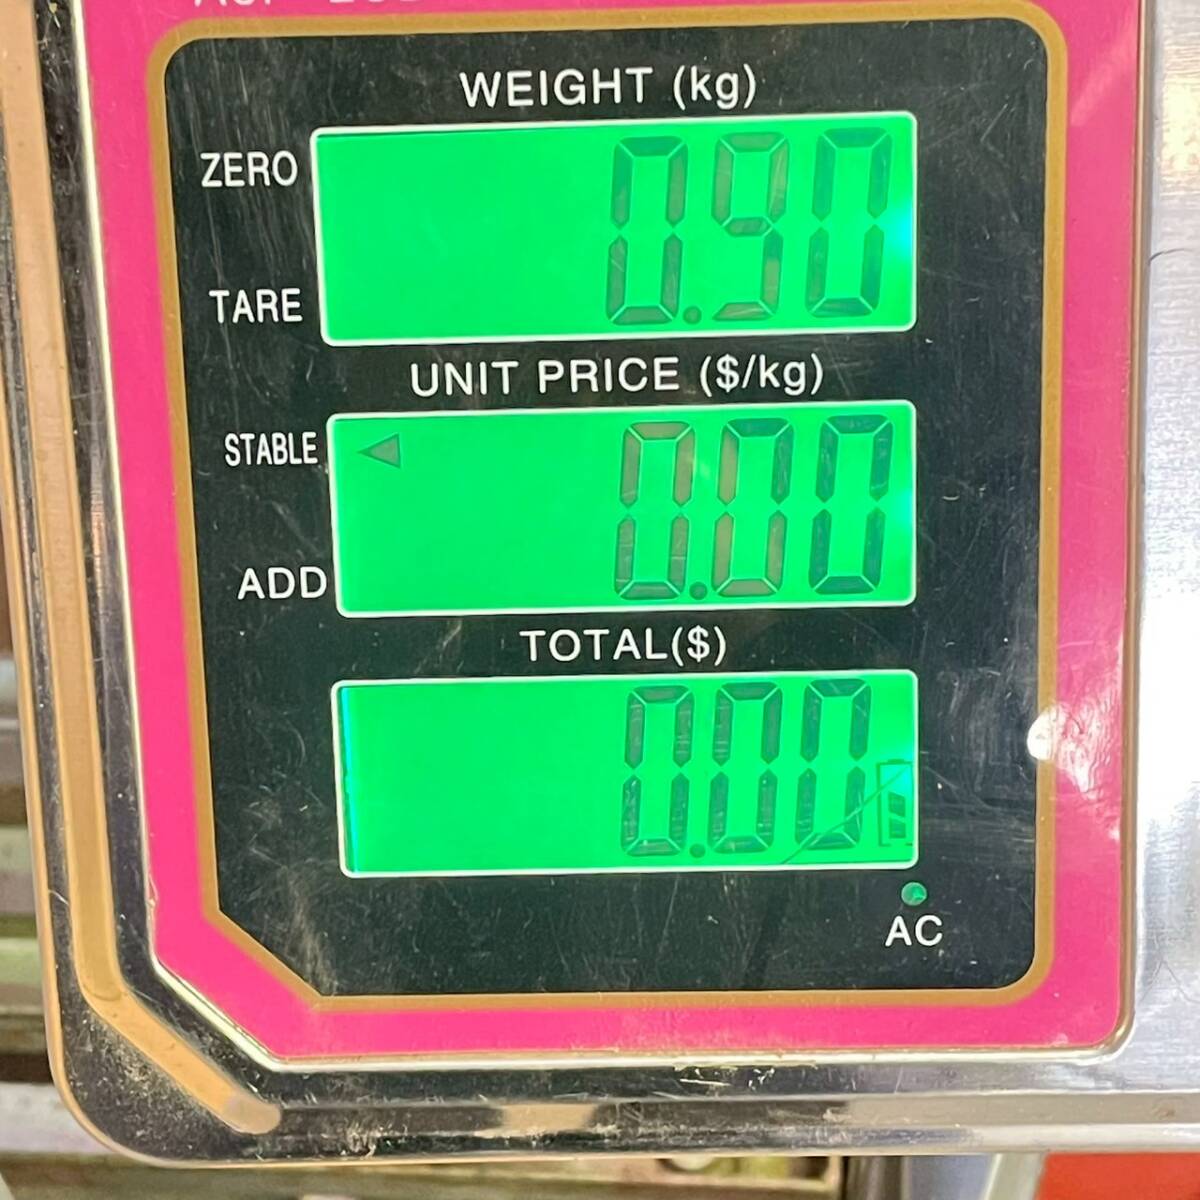 WEIGHT (kg)
ZERO
0.90
TARE
UNIT PRICE ($/kg)
STABLE
0.00
ADD
TOTAL($)
0.00
AC